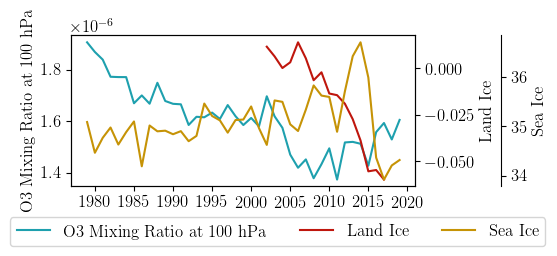 ×10⁻⁶
O3 Mixing Ratio at 100 hPa
1.8
1.6
1.4
0.000
−0.025
−0.050
Land Ice
36
35
34
Sea Ice
1980 1985 1990 1995 2000 2005 2010 2015 2020
O3 Mixing Ratio at 100 hPa Land Ice Sea Ice